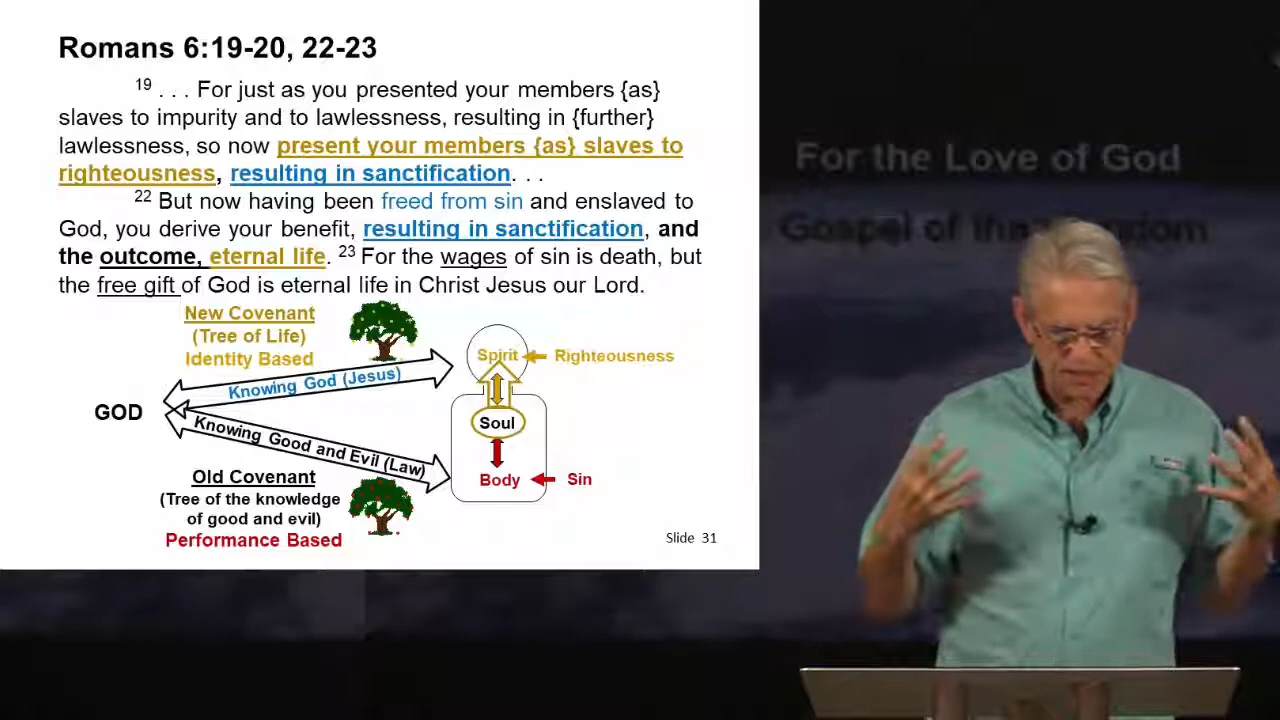 Romans 6:19-20, 22-23
19 . . . For just as you presented your members {as}
slaves to impurity and to lawlessness, resulting in {further}
lawlessness, so now present your members {as} slaves to
righteousness, resulting in sanctification. . .
22 But now having been freed from sin and enslaved to
God, you derive your benefit, resulting in sanctification, and
the outcome, eternal life. 23 For the wages of sin is death, but
the free gift of God is eternal life in Christ Jesus our Lord.
New Covenant
(Tree of Life)
Identity Based
Knowing God (Jesus)
Spirit
Righteousness
GOD
Knowing Good and Evil (Law)
Soul
Body
Sin
Old Covenant
(Tree of the knowledge
of good and evil)
Performance Based
Slide 31
For the Love of God
Gospel of